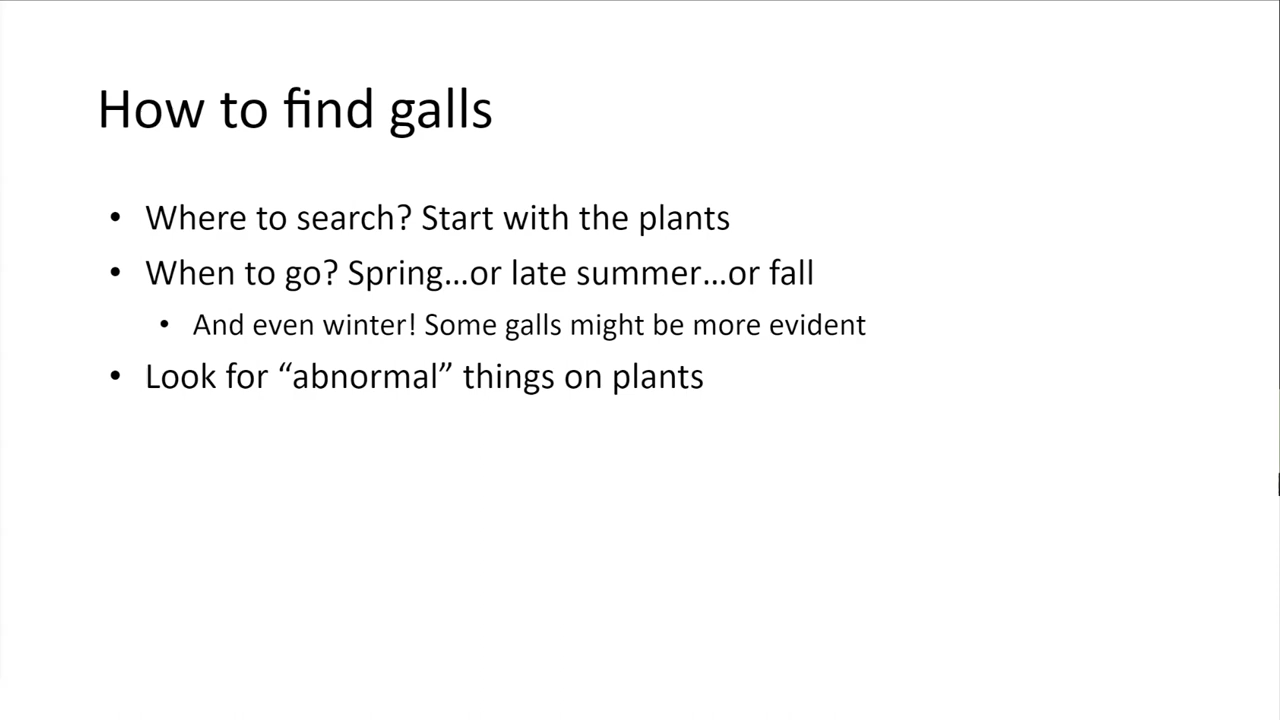 How to find galls
• Where to search? Start with the plants
• When to go? Spring…or late summer…or fall
• And even winter! Some galls might be more evident
• Look for “abnormal” things on plants